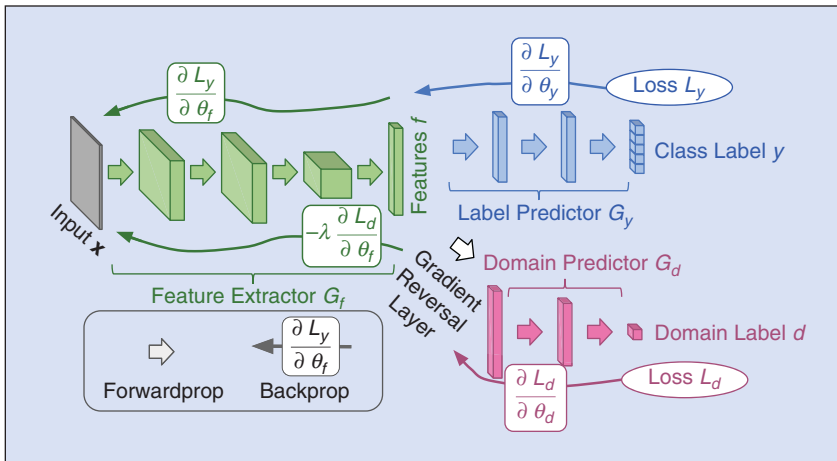 ∂ L_y
∂ θ_f
∂ L_y
∂ θ_y
Loss L_y
Input x
Features f
Class Label y
Label Predictor G_y
−λ ∂ L_d
∂ θ_f
Feature Extractor G_f
Gradient
Reversal
Layer
Domain Predictor G_d
Domain Label d
∂ L_d
∂ θ_d
Loss L_d
∂ L_y
∂ θ_f
Forwardprop
Backprop